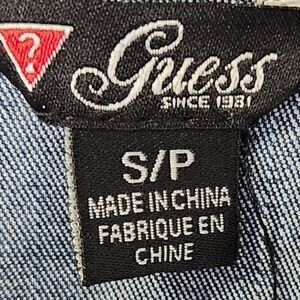 ?
Guess
SINCE 1981
S/P
MADE IN CHINA
FABRIQUE EN
CHINE